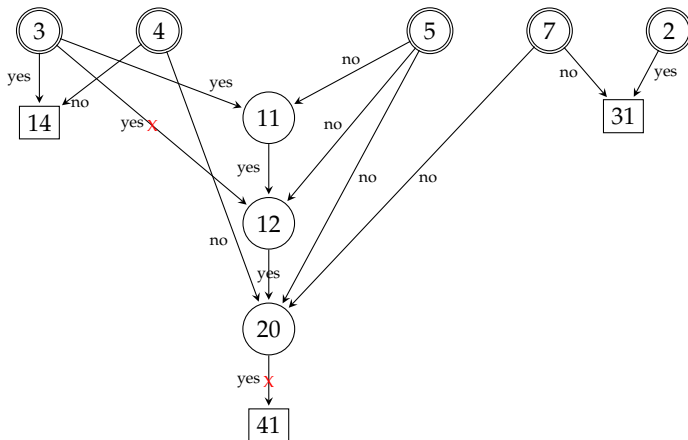 3 4 5 7 2
yes yes no no yes
no
14 yes x 11 no 31
yes
no no
12
no yes
20
yes x
41